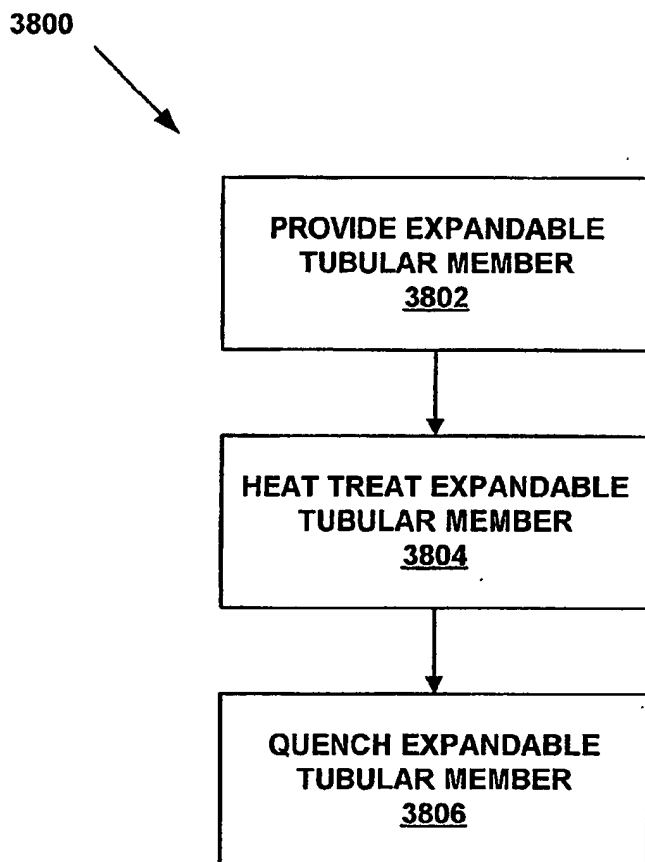 3800
PROVIDE EXPANDABLE
TUBULAR MEMBER
3802
HEAT TREAT EXPANDABLE
TUBULAR MEMBER
3804
QUENCH EXPANDABLE
TUBULAR MEMBER
3806